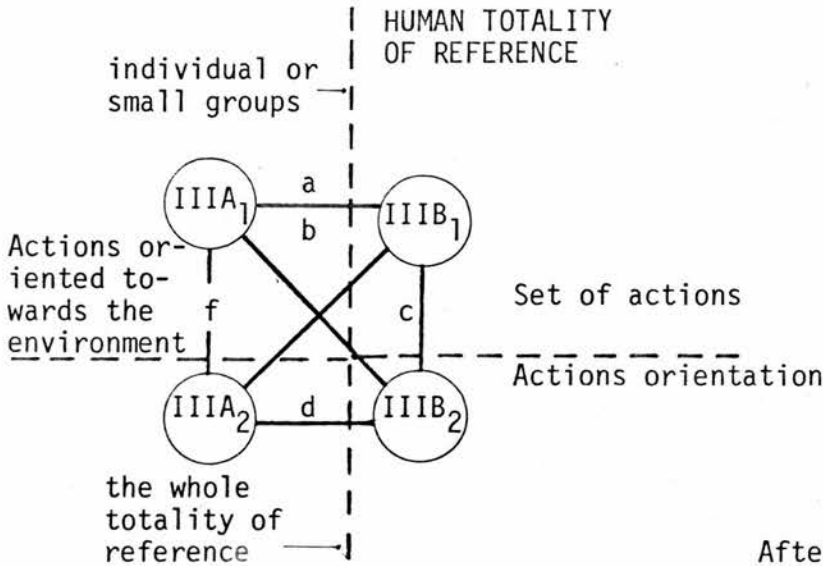 HUMAN TOTALITY
OF REFERENCE
individual or
small groups
a
IIIA1
IIIB1
b
Actions or-
iented to-
wards the
environment
f
c
Set of actions
Actions orientation
IIIA2
d
IIIB2
the whole
totality of
reference
Afte